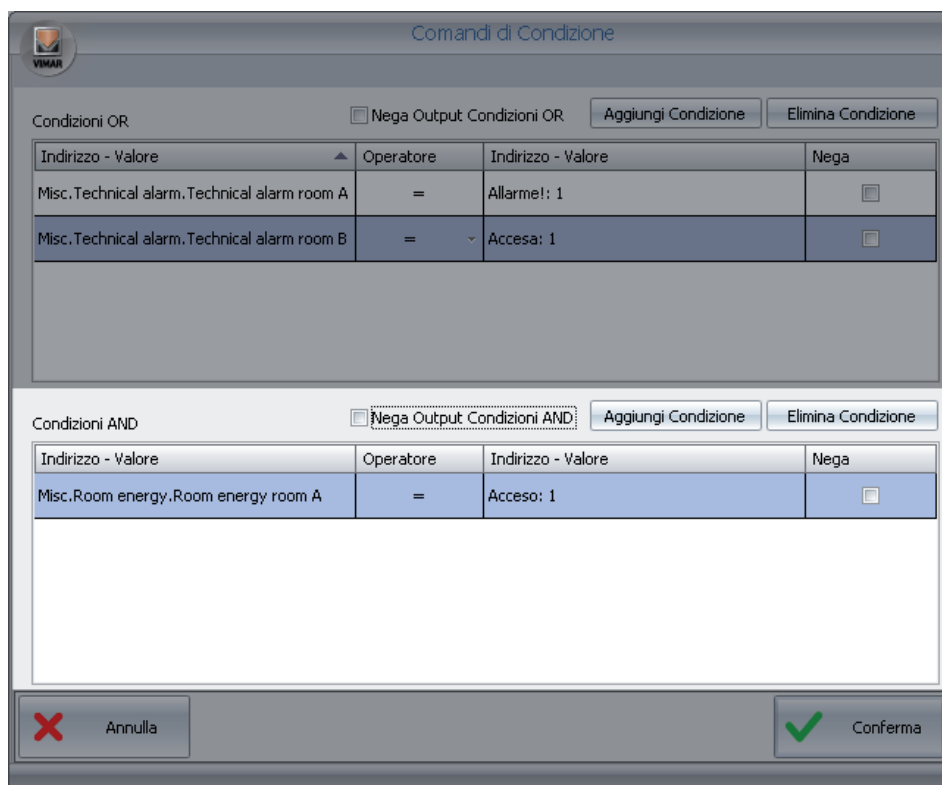 Comandi di Condizione
VIMAR
Condizioni OR Nega Output Condizioni OR Aggiungi Condizione Elimina Condizione
Indirizzo - Valore Operatore Indirizzo - Valore Nega
Misc.Technical alarm.Technical alarm room A = Allarme!: 1
Misc.Technical alarm.Technical alarm room B = Accesa: 1
Condizioni AND Nega Output Condizioni AND Aggiungi Condizione Elimina Condizione
Indirizzo - Valore Operatore Indirizzo - Valore Nega
Misc.Room energy.Room energy room A = Acceso: 1
Annulla Conferma